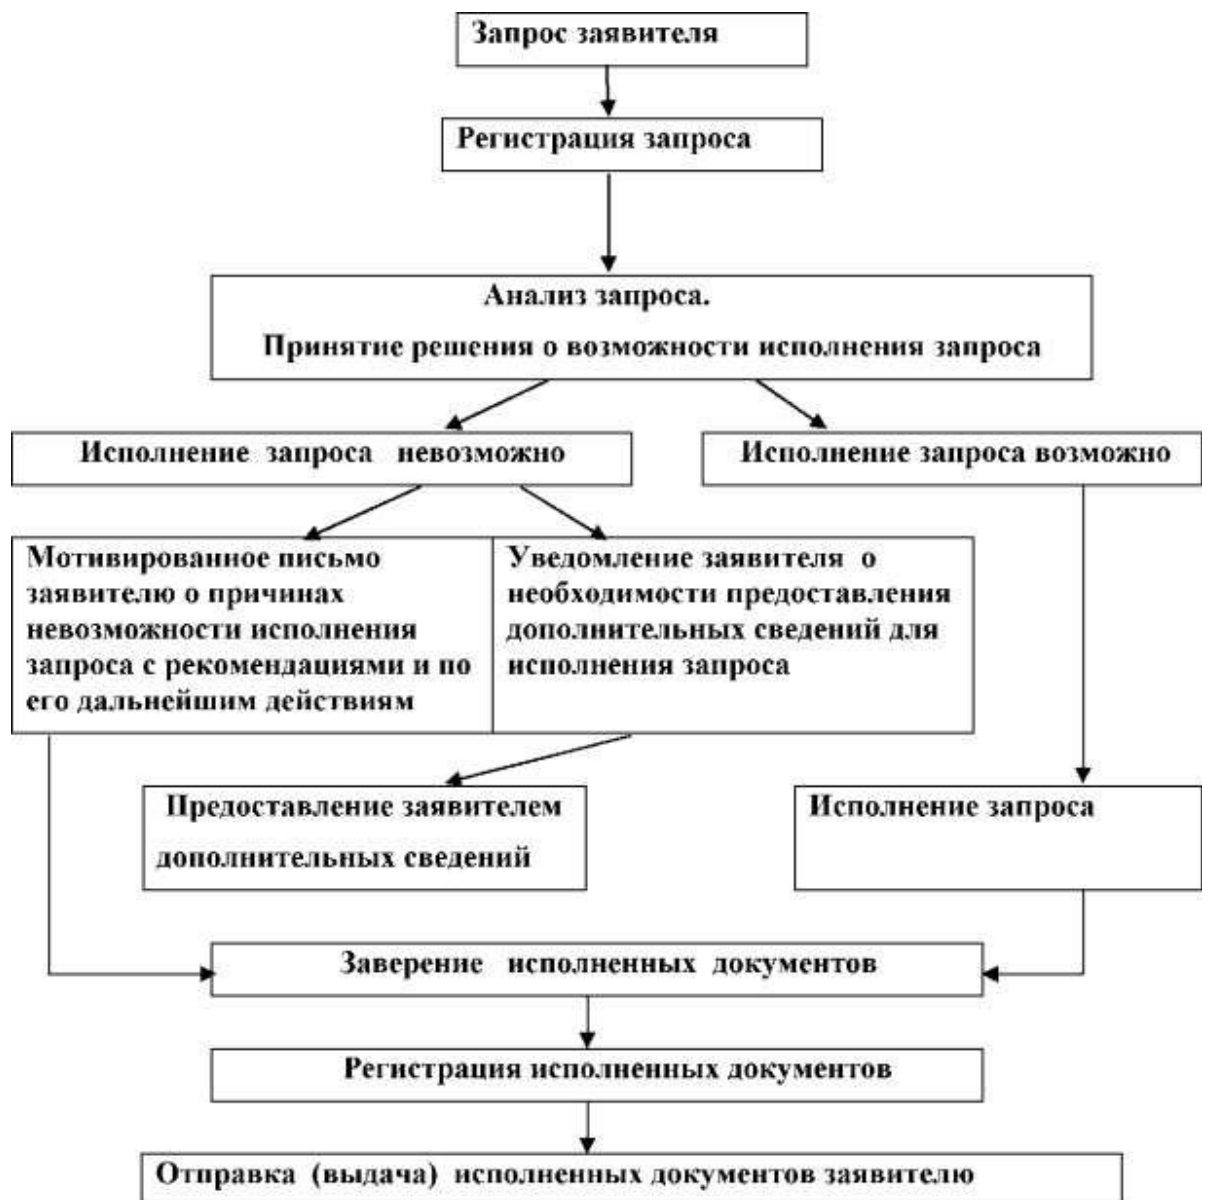 Запрос заявителя
Регистрация запроса
Анализ запроса.
Принятие решения о возможности исполнения запроса
Исполнение запроса невозможно
Исполнение запроса возможно
Мотивированное письмо
заявителю о причинах
невозможности исполнения
запроса с рекомендациями и по
его дальнейшим действиям
Уведомление заявителя о
необходимости предоставления
дополнительных сведений для
исполнения запроса
Предоставление заявителем
дополнительных сведений
Исполнение запроса
Заверение исполненных документов
Регистрация исполненных документов
Отправка (выдача) исполненных документов заявителю